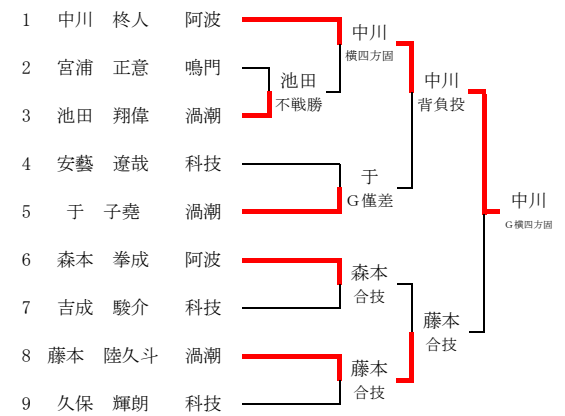 1 中川 柊人 阿波
2 宮浦 正意 鳴門
3 池田 翔偉 渦潮
4 安藝 遼哉 科技
5 于 子堯 渦潮
6 森本 拳成 阿波
7 吉成 駿介 科技
8 藤本 陸久斗 渦潮
9 久保 輝朗 科技
池田
不戦勝
中川
横四方固
于
G僅差
森本
合技
藤本
合技
中川
背負投
藤本
合技
中川
G横四方固